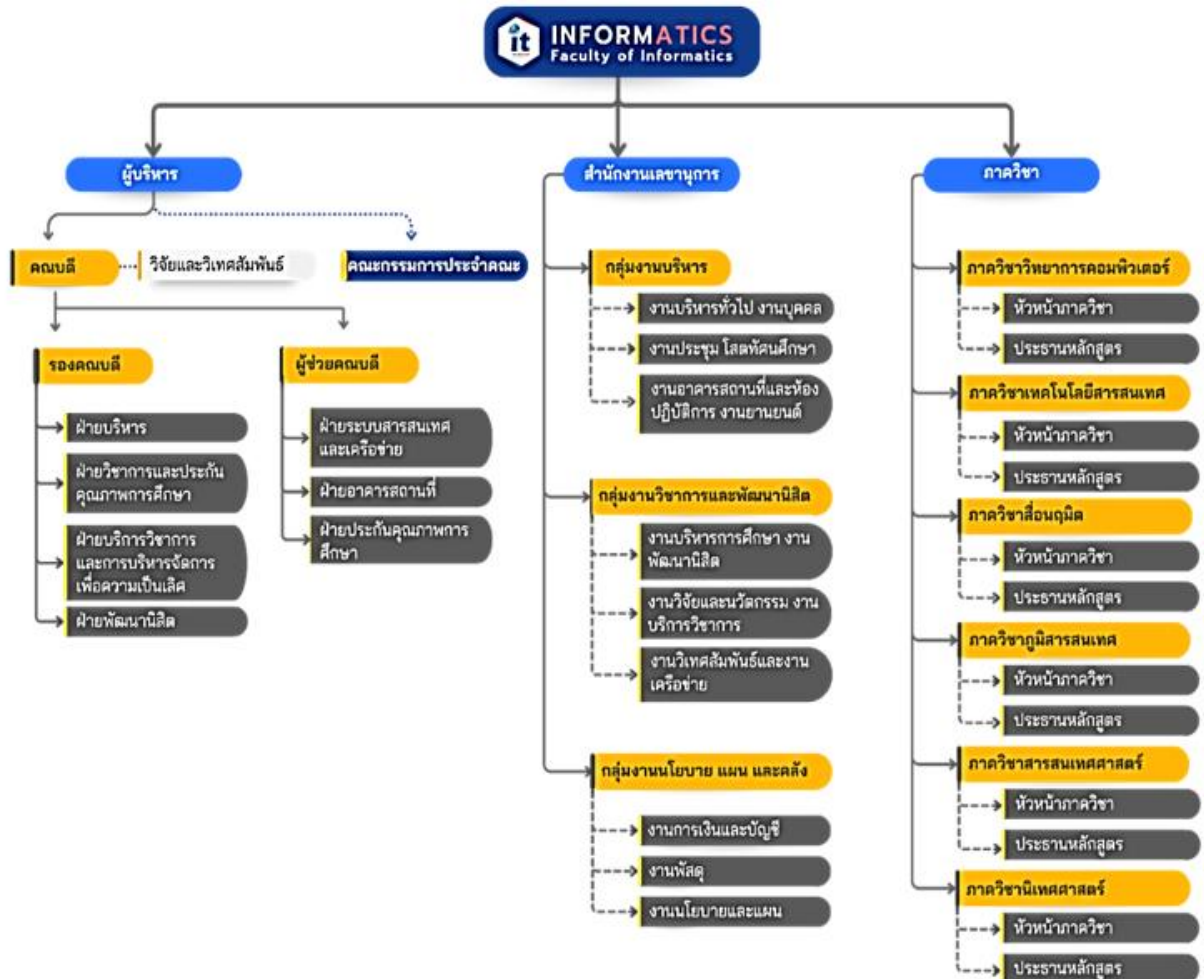 it
INFORMATICS
Faculty of Informatics
ผู้บริหาร
คณบดี
วิจัยและวิเทศสัมพันธ์
คณะกรรมการประจำคณะ
รองคณบดี
ฝ่ายบริหาร
ฝ่ายวิชาการและประกัน
คุณภาพการศึกษา
ฝ่ายบริการวิชาการ
และการบริหารจัดการ
เพื่อความเป็นเลิศ
ฝ่ายพัฒนานิสิต
ผู้ช่วยคณบดี
ฝ่ายระบบสารสนเทศ
และเครือข่าย
ฝ่ายอาคารสถานที่
ฝ่ายประกันคุณภาพการ
ศึกษา
สำนักงานเลขานุการ
กลุ่มงานบริหาร
งานบริหารทั่วไป งานบุคคล
งานประชุม โสตทัศนศึกษา
งานอาคารสถานที่และห้อง
ปฏิบัติการ งานยานยนต์
กลุ่มงานวิชาการและพัฒนานิสิต
งานบริหารการศึกษา งาน
พัฒนานิสิต
งานวิจัยและนวัตกรรม งาน
บริการวิชาการ
งานวิเทศสัมพันธ์และงาน
เครือข่าย
กลุ่มงานนโยบาย แผน และคลัง
งานการเงินและบัญชี
งานพัสดุ
งานนโยบายและแผน
ภาควิชา
ภาควิชาวิทยาการคอมพิวเตอร์
หัวหน้าภาควิชา
ประธานหลักสูตร
ภาควิชาเทคโนโลยีสารสนเทศ
หัวหน้าภาควิชา
ประธานหลักสูตร
ภาควิชาสื่อนฤมิต
หัวหน้าภาควิชา
ประธานหลักสูตร
ภาควิชาภูมิสารสนเทศ
หัวหน้าภาควิชา
ประธานหลักสูตร
ภาควิชาสารสนเทศศาสตร์
หัวหน้าภาควิชา
ประธานหลักสูตร
ภาควิชานิเทศศาสตร์
หัวหน้าภาควิชา
ประธานหลักสูตร